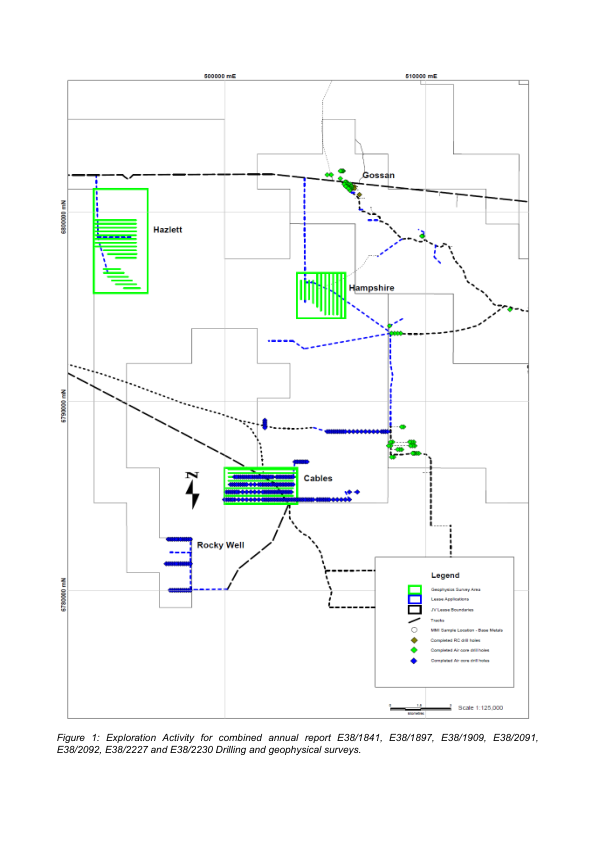 500000 mE
510000 mE
Gossan
6800000 mN
Hazlett
Hampshire
6790000 mN
N
Cables
Rocky Well
6780000 mN
Legend
Geophysics Survey Area
Lease Applications
JV Lease Boundaries
Tracks
MMI Sample Location - Base Metals
Completed RC drill holes
Completed Air core drill holes
Completed Air core drill holes
kilometres
Scale 1:125,000
Figure 1: Exploration Activity for combined annual report E38/1841, E38/1897, E38/1909, E38/2091,
E38/2092, E38/2227 and E38/2230 Drilling and geophysical surveys.